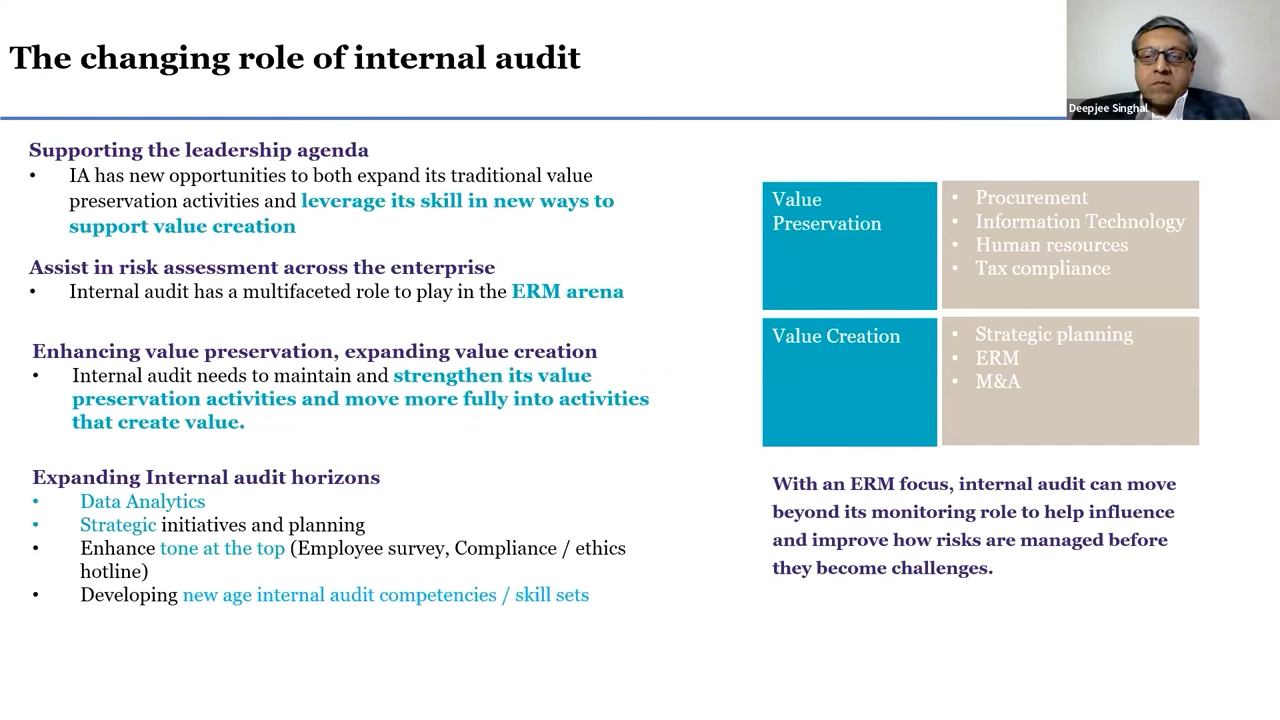 The changing role of internal audit
Deepjee Singhal
Supporting the leadership agenda
• IA has new opportunities to both expand its traditional value
preservation activities and leverage its skill in new ways to
support value creation
Assist in risk assessment across the enterprise
• Internal audit has a multifaceted role to play in the ERM arena
Enhancing value preservation, expanding value creation
• Internal audit needs to maintain and strengthen its value
preservation activities and move more fully into activities
that create value.
Expanding Internal audit horizons
• Data Analytics
• Strategic initiatives and planning
• Enhance tone at the top (Employee survey, Compliance / ethics
hotline)
• Developing new age internal audit competencies / skill sets
Value
Preservation
• Procurement
• Information Technology
• Human resources
• Tax compliance
Value Creation
• Strategic planning
• ERM
• M&A
With an ERM focus, internal audit can move
beyond its monitoring role to help influence
and improve how risks are managed before
they become challenges.